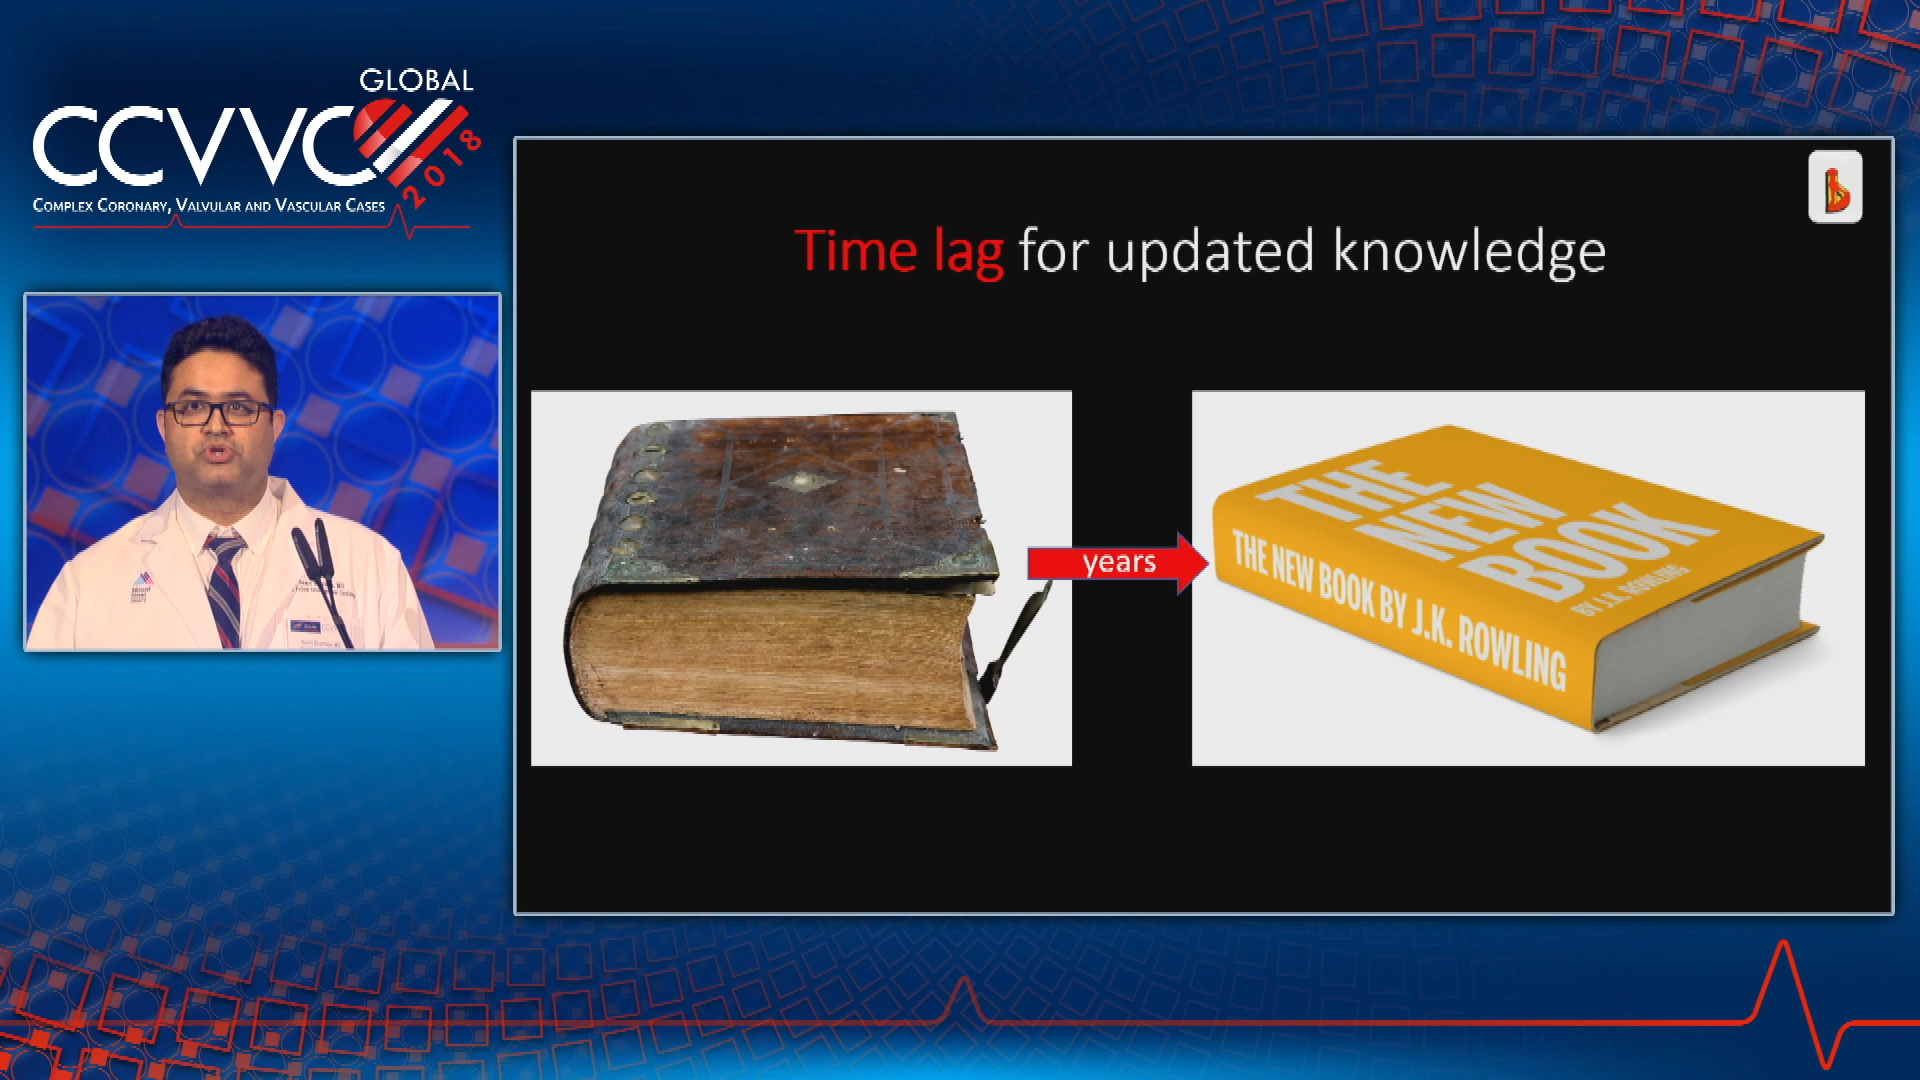 GLOBAL
CCVVC
2018
COMPLEX CORONARY, VALVULAR AND VASCULAR CASES
b
Time lag for updated knowledge
years
THE
NEW
BOOK
BY J.K. ROWLING
THE NEW BOOK BY J.K. ROWLING